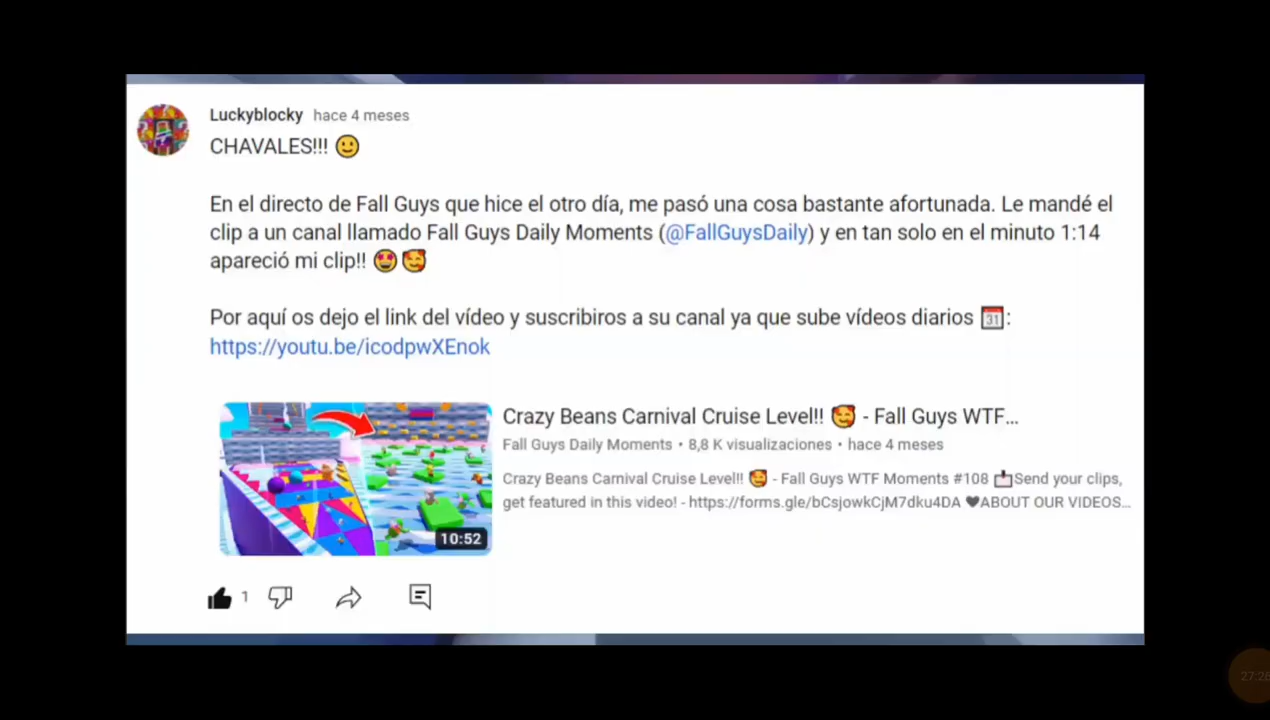 Luckyblocky hace 4 meses
CHAVALES!!! 🙂
En el directo de Fall Guys que hice el otro día, me pasó una cosa bastante afortunada. Le mandé el
clip a un canal llamado Fall Guys Daily Moments (@FallGuysDaily) y en tan solo en el minuto 1:14
apareció mi clip!! 😍 🥰
Por aquí os dejo el link del vídeo y suscribiros a su canal ya que sube vídeos diarios 📅:
https://youtu.be/icodpwXEnok
Crazy Beans Carnival Cruise Level!! 🥰 - Fall Guys WTF...
Fall Guys Daily Moments • 8,8 K visualizaciones • hace 4 meses
Crazy Beans Carnival Cruise Level!! 🥰 - Fall Guys WTF Moments #108 📩Send your clips,
get featured in this video! - https://forms.gle/bCsjowkCjM7dku4DA ♥ABOUT OUR VIDEOS...
10:52
1
27:26